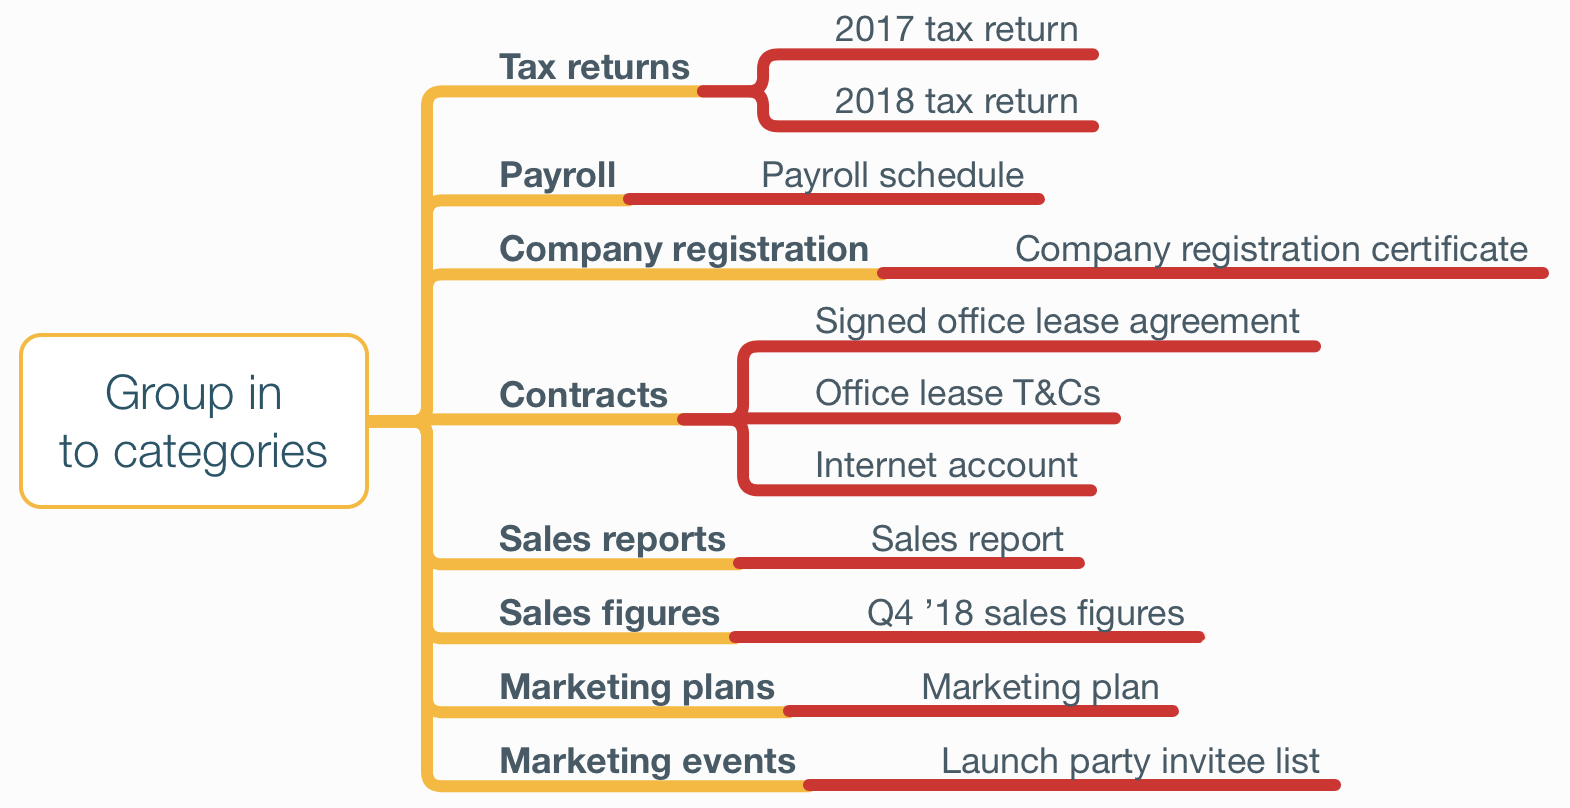 2017 tax return
Tax returns
2018 tax return
Payroll
Payroll schedule
Company registration
Company registration certificate
Signed office lease agreement
Group in
to categories
Contracts
Office lease T&Cs
Internet account
Sales reports
Sales report
Sales figures
Q4 ’18 sales figures
Marketing plans
Marketing plan
Marketing events
Launch party invitee list